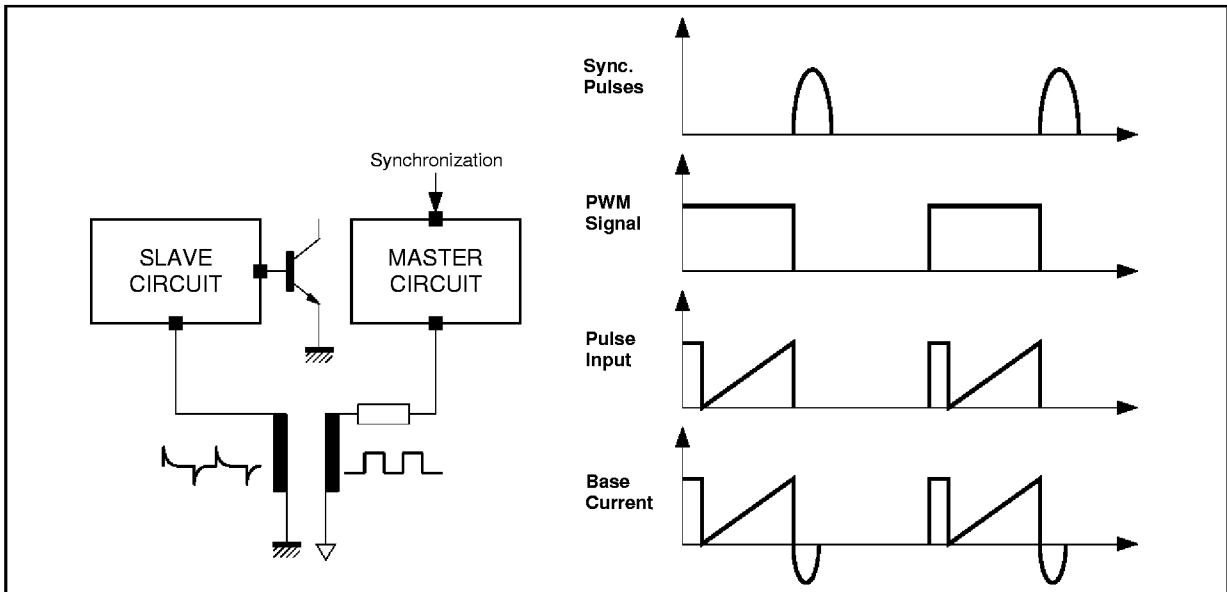 Synchronization
SLAVE
CIRCUIT
MASTER
CIRCUIT
Sync.
Pulses
PWM
Signal
Pulse
Input
Base
Current